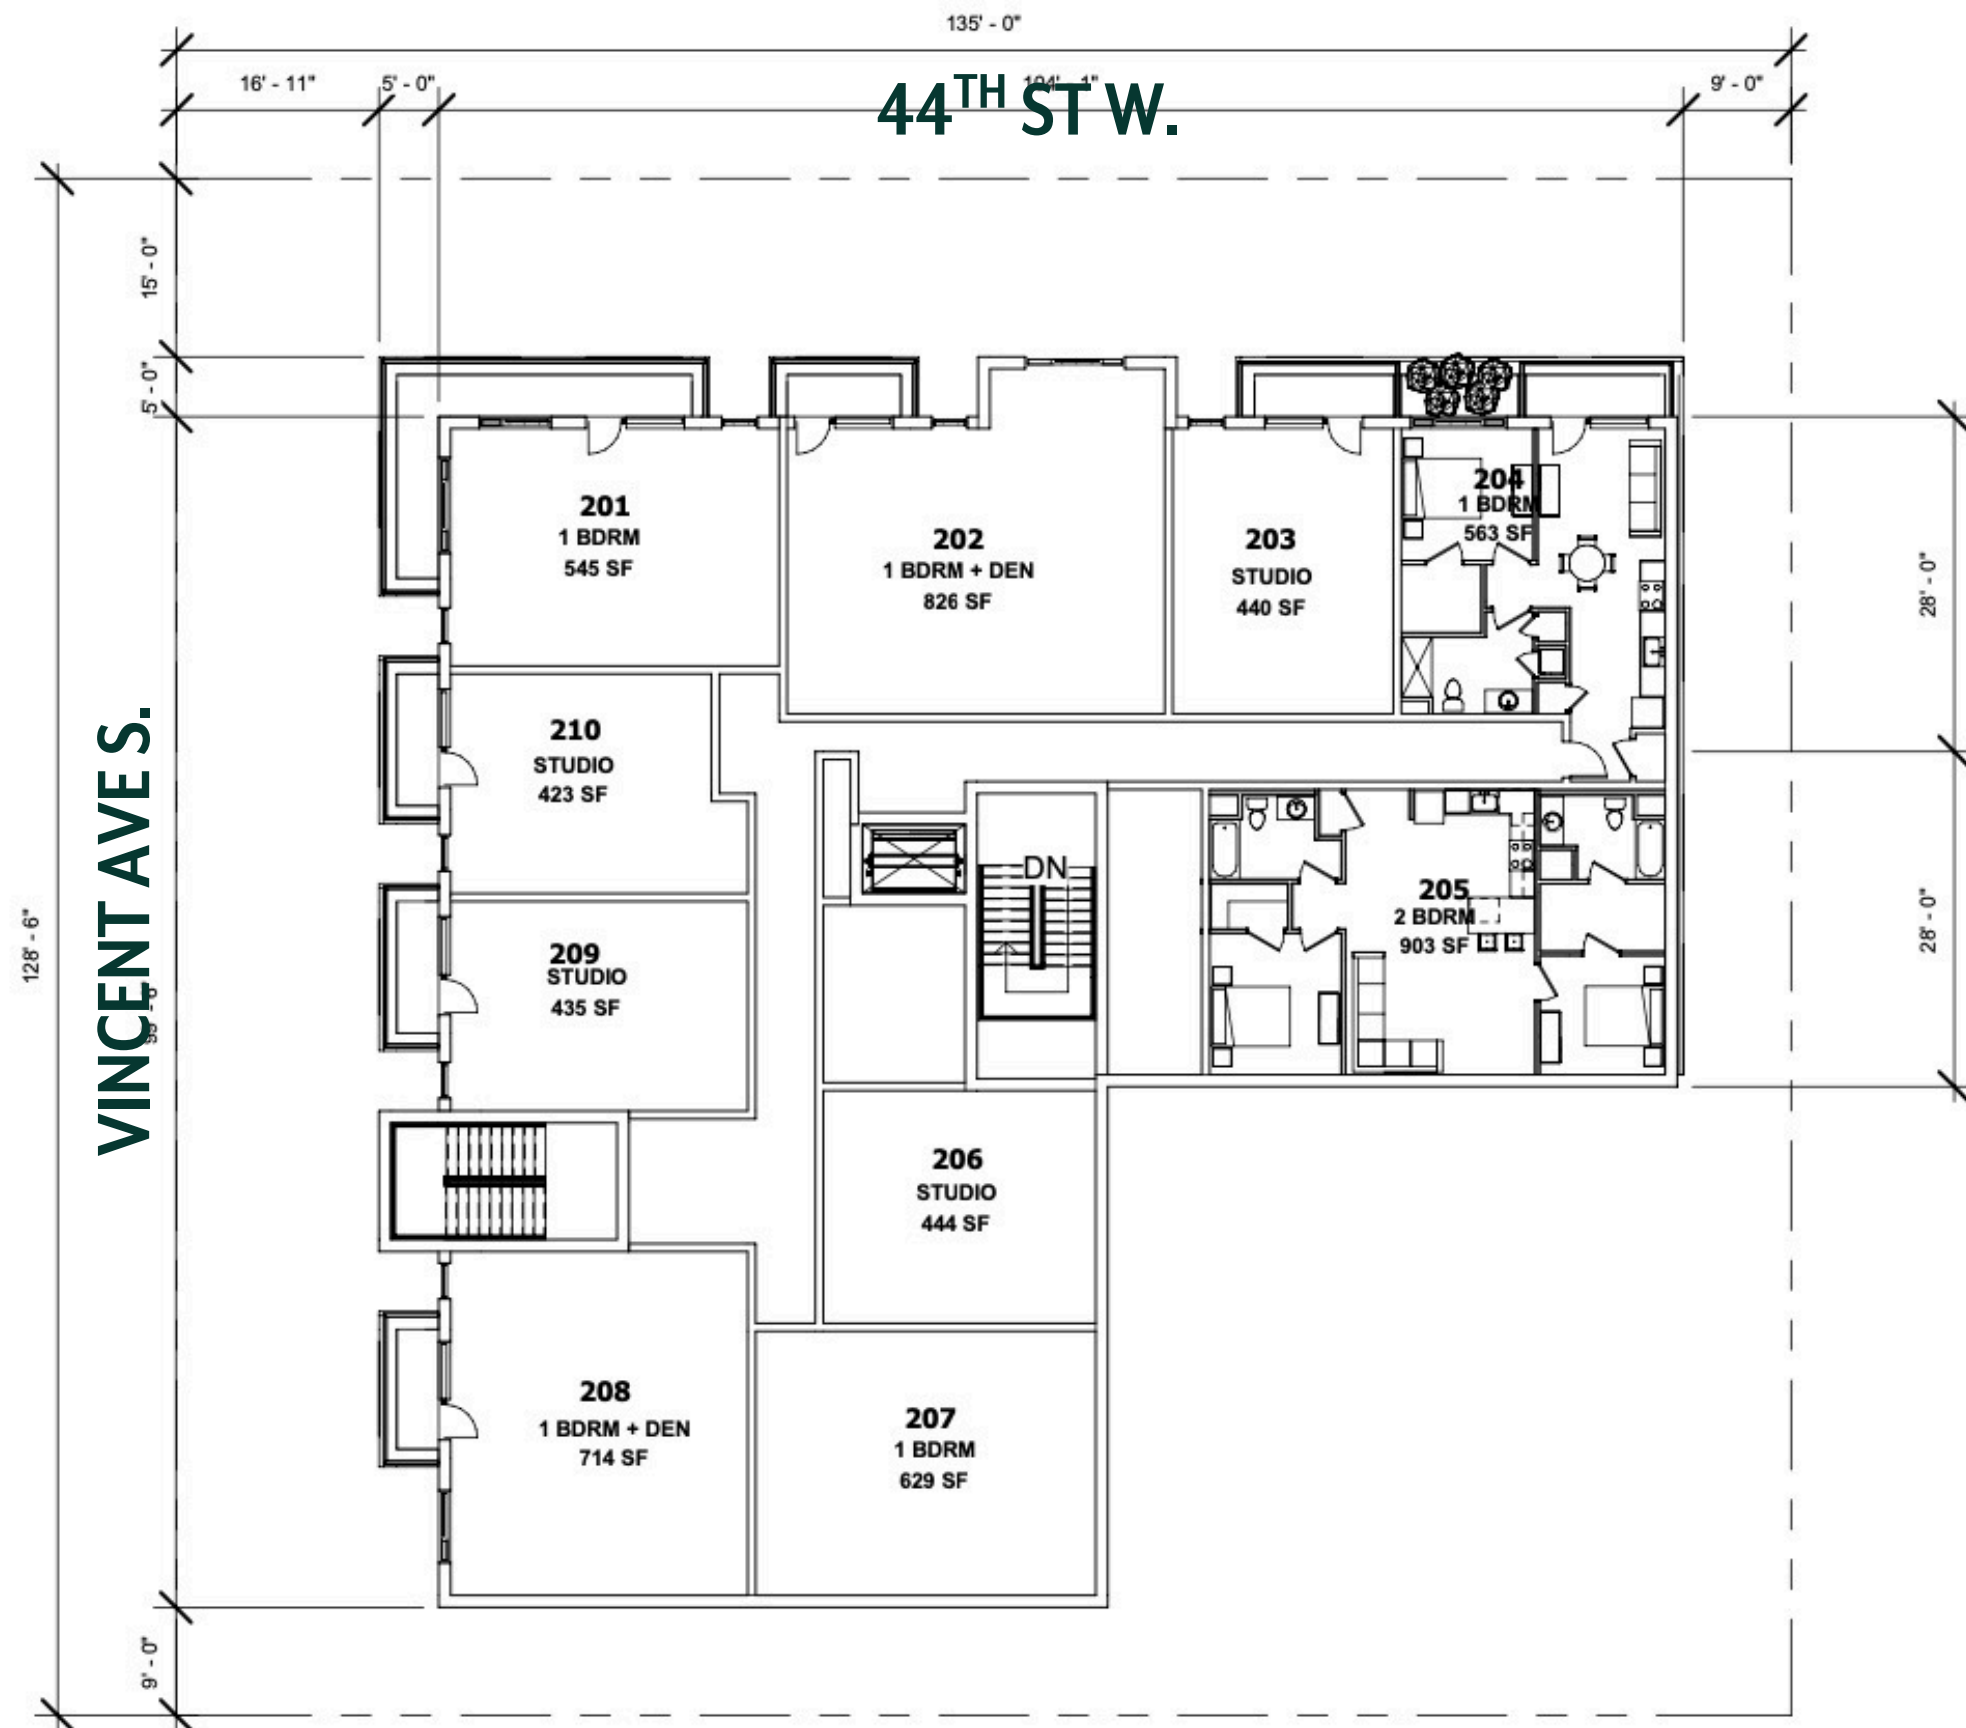 135' - 0"
16' - 11"
5' - 0"
104' - 1"
9' - 0"
44TH ST W.
15' - 0"
5' - 0"
128' - 6"
VINCENT AVE S.
9' - 0"
28' - 0"
28' - 0"
201
1 BDRM
545 SF
202
1 BDRM + DEN
826 SF
203
STUDIO
440 SF
204
1 BDRM
563 SF
210
STUDIO
423 SF
DN
205
2 BDRM
903 SF
209
STUDIO
435 SF
206
STUDIO
444 SF
208
1 BDRM + DEN
714 SF
207
1 BDRM
629 SF